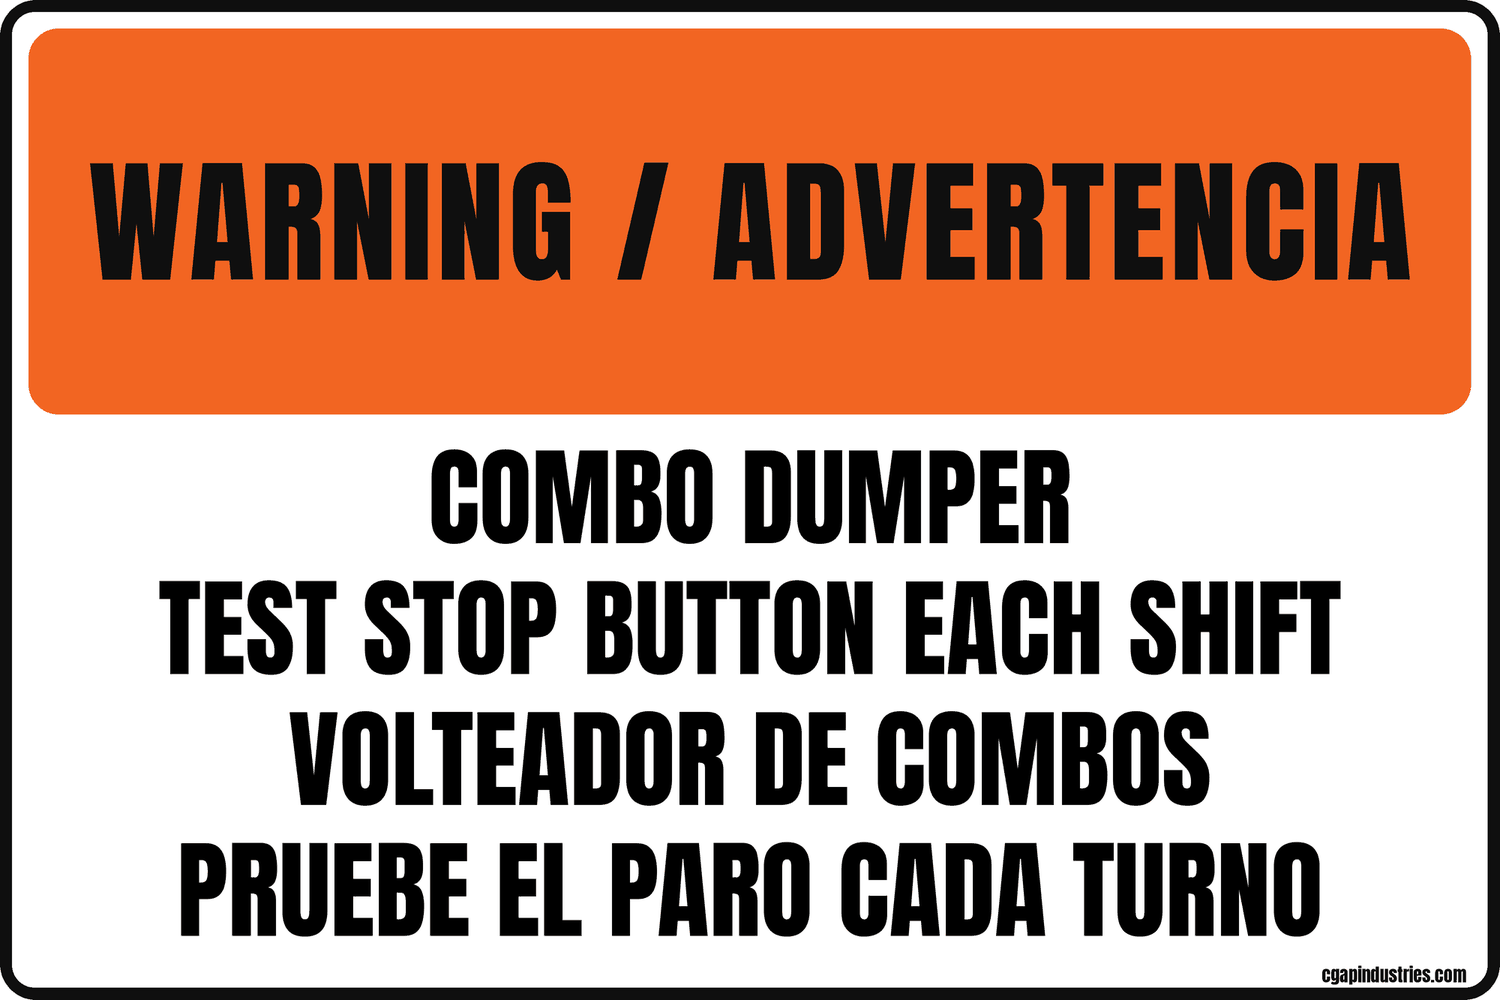 WARNING / ADVERTENCIA
COMBO DUMPER
TEST STOP BUTTON EACH SHIFT
VOLTEADOR DE COMBOS
PRUEBE EL PARO CADA TURNO
cgapindustries.com